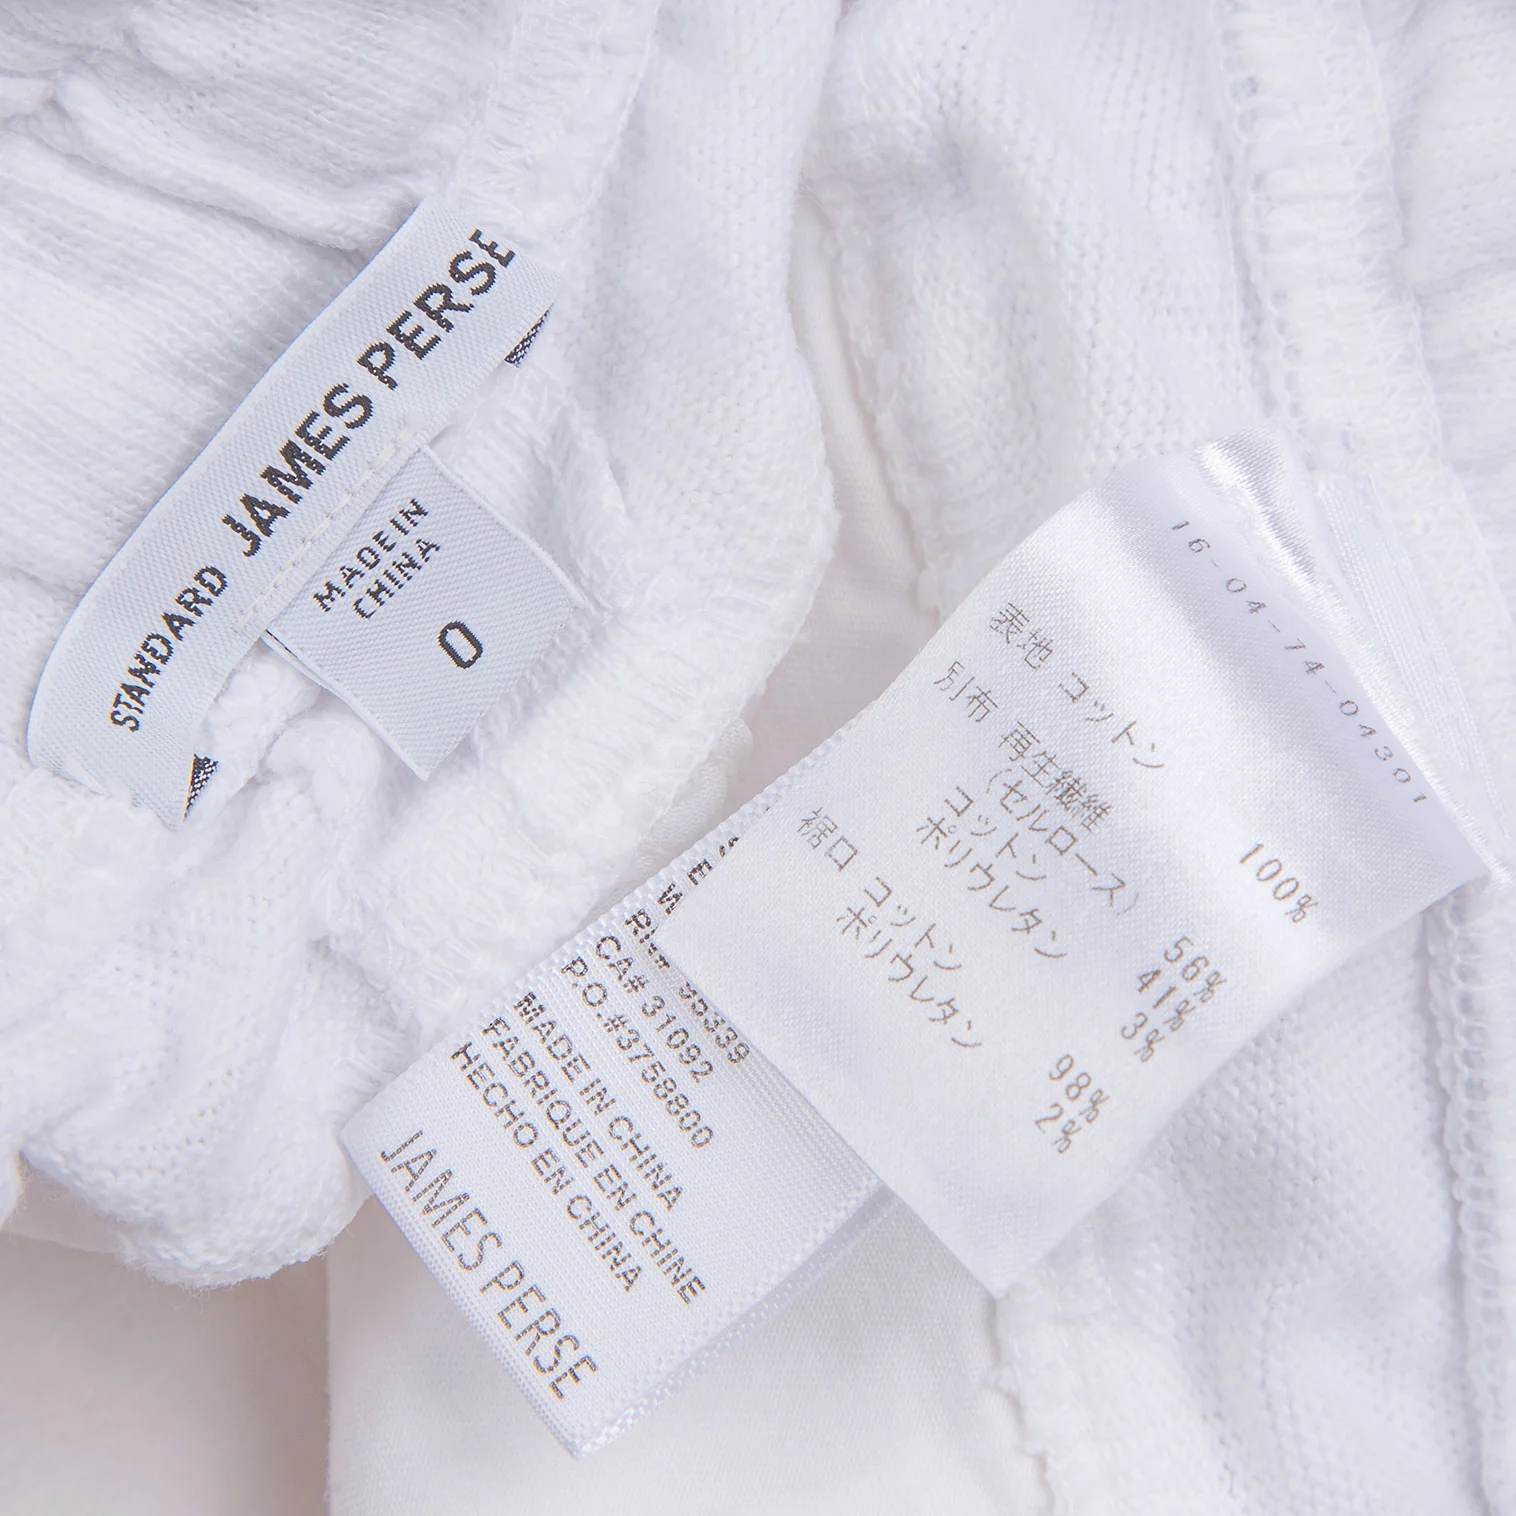 STANDARD JAMES PERSE
MADE IN
CHINA
0
16-04-14-04301
表地 コットン 100%
別布 再生繊維
(セルロース) 56%
コットン 41%
ポリウレタン 3%
裾口 コットン 98%
ポリウレタン 2%
CA# 31092
P.O.#3758800
MADE IN CHINA
FABRIQUE EN CHINE
HECHO EN CHINA
JAMES PERSE